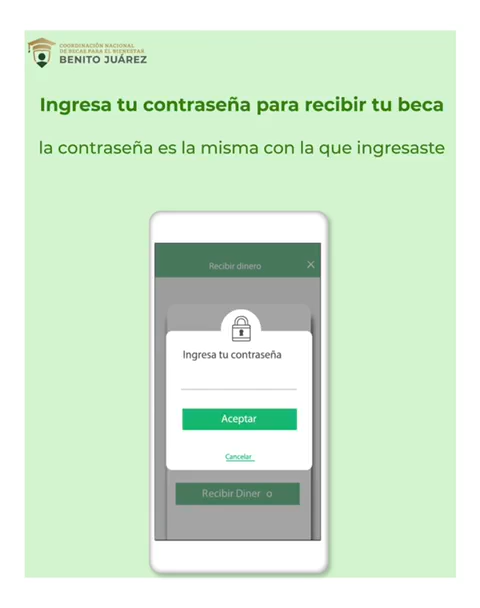 COORDINACIÓN NACIONAL
DE BECAS PARA EL BIENESTAR
BENITO JUÁREZ
Ingresa tu contraseña para recibir tu beca
la contraseña es la misma con la que ingresaste
Recibir dinero
Ingresa tu contraseña
Aceptar
Cancelar
Recibir Diner o